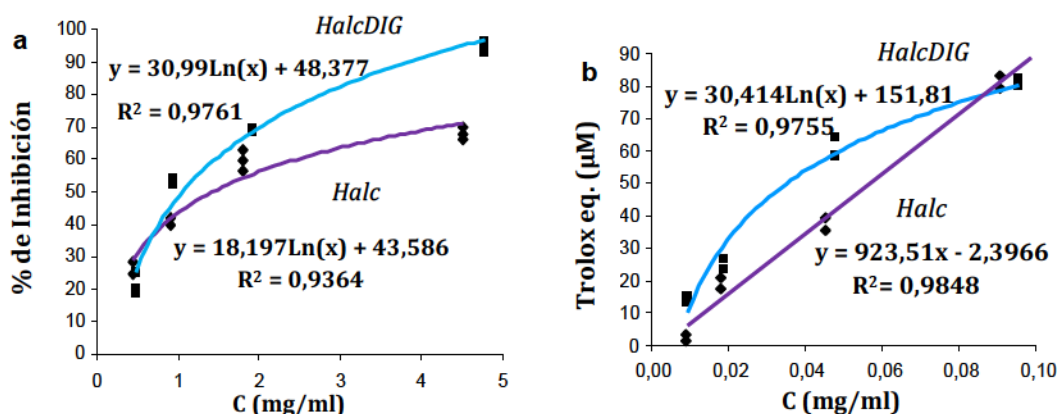 a
HalcDIG
y = 30,99Ln(x) + 48,377
R² = 0,9761
Halc
y = 18,197Ln(x) + 43,586
R² = 0,9364
% de Inhibición
100
90
80
70
60
50
40
30
20
10
0
0 1 2 3 4 5
C (mg/ml)
b
HalcDIG
y = 30,414Ln(x) + 151,81
R² = 0,9755
Halc
y = 923,51x - 2,3966
R²= 0,9848
Trolox eq. (µM)
90
80
70
60
50
40
30
20
10
0
0,00 0,02 0,04 0,06 0,08 0,10
C (mg/ml)